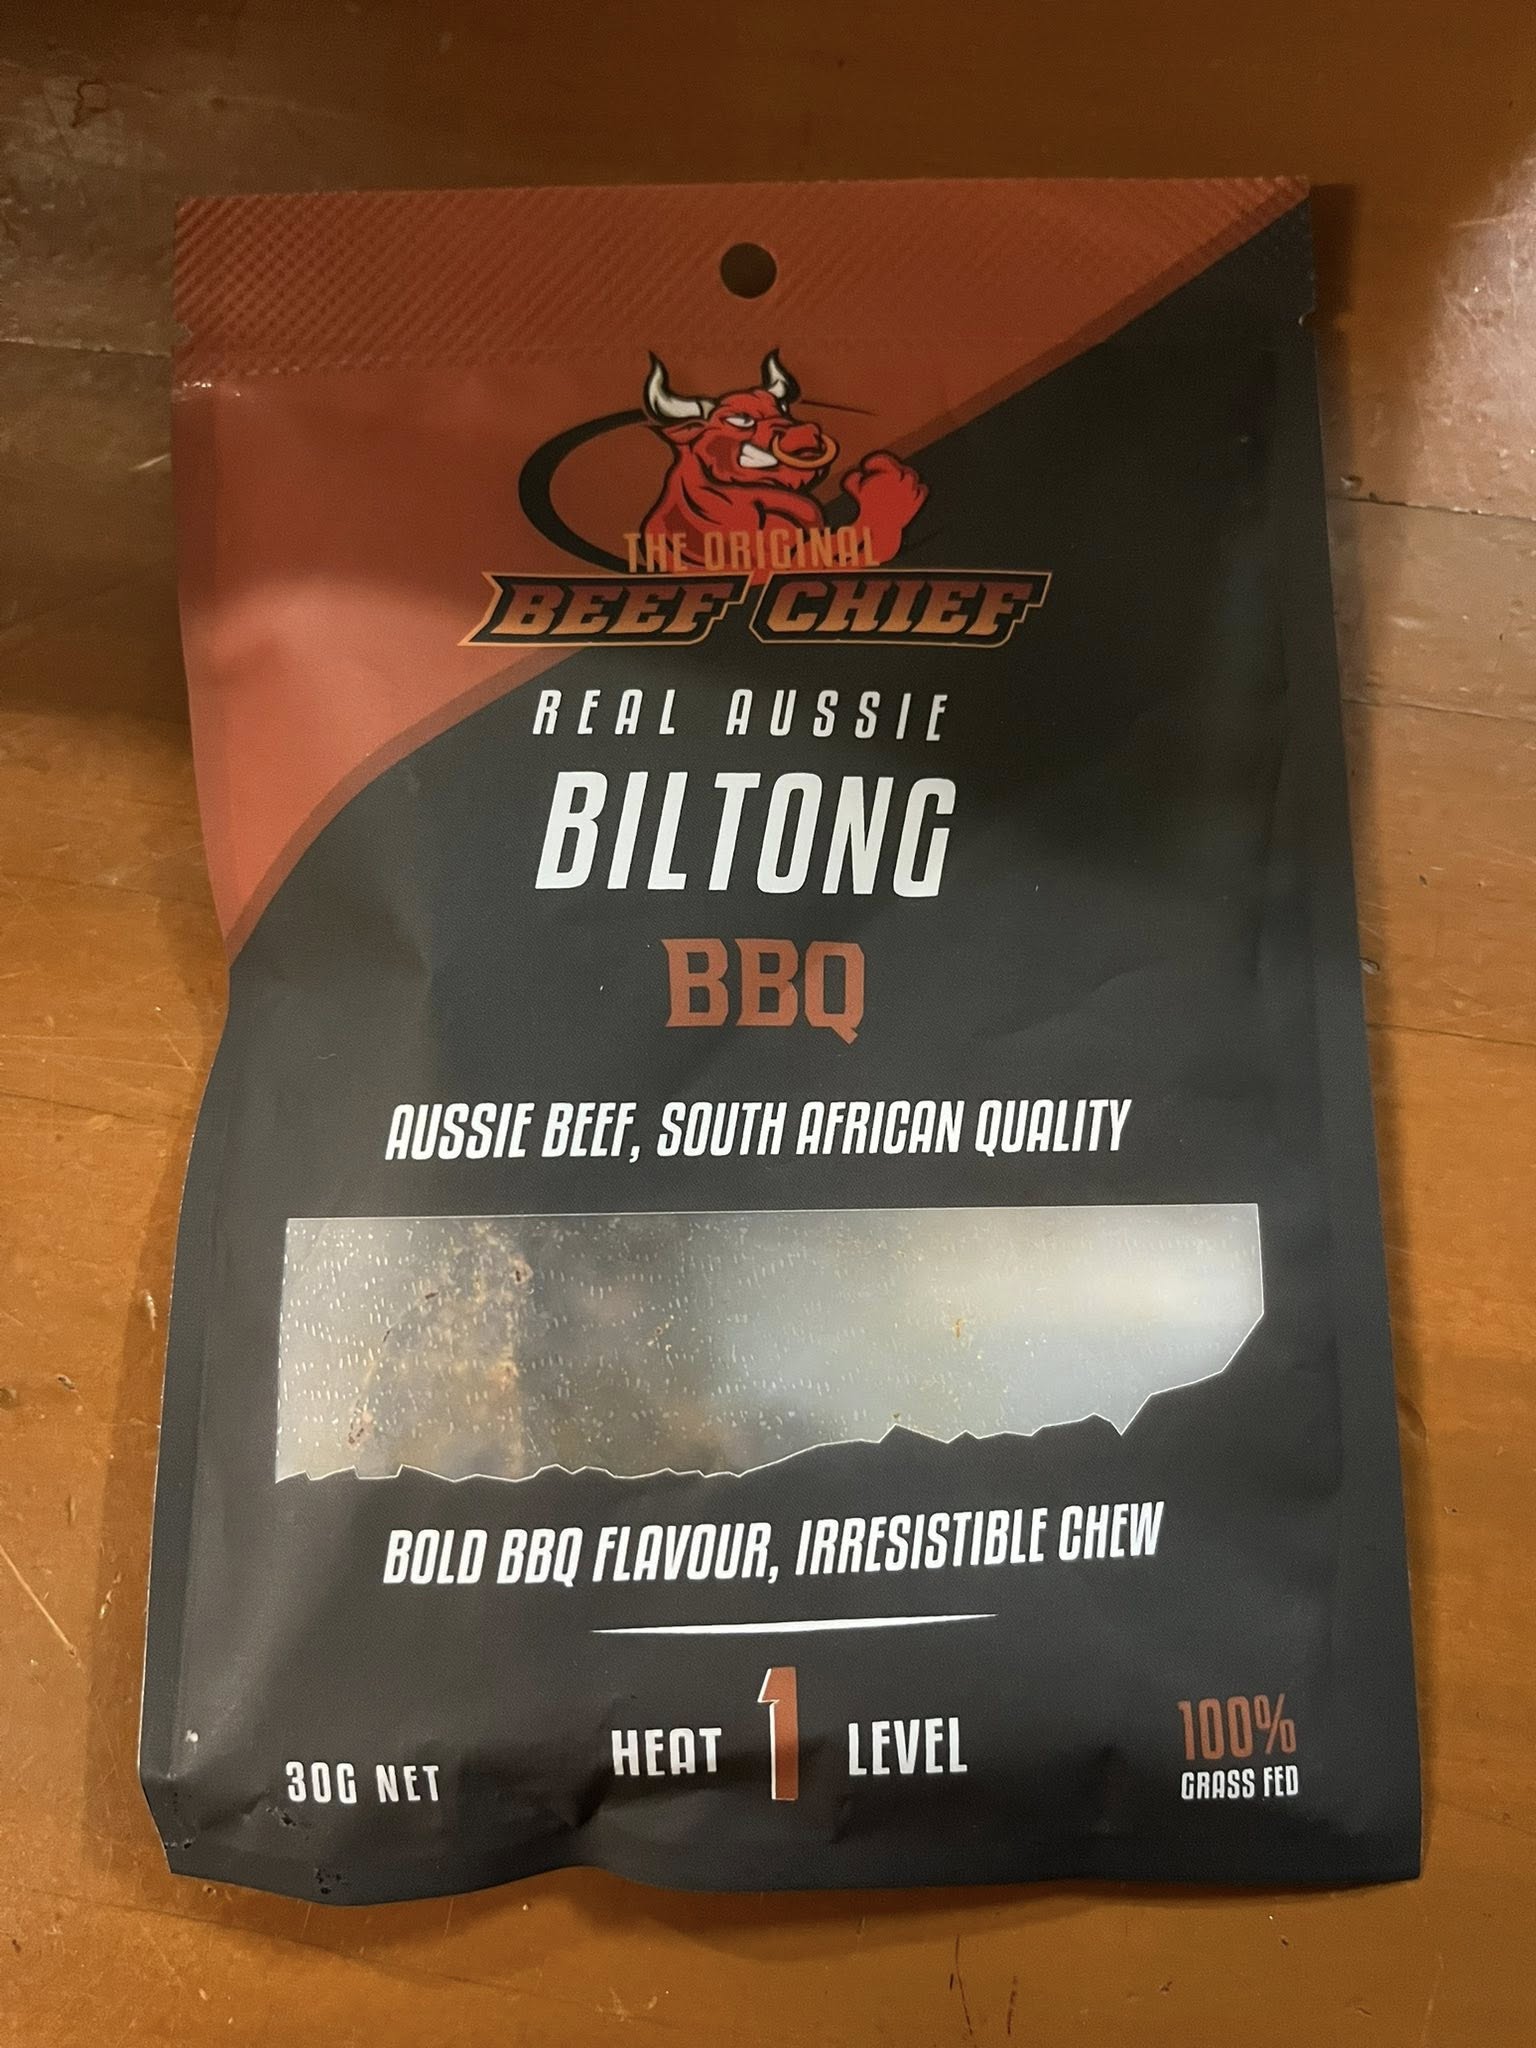 THE ORIGINAL
BEEF CHIEF
REAL AUSSIE
BILTONG
BBQ
AUSSIE BEEF, SOUTH AFRICAN QUALITY
BOLD BBQ FLAVOUR, IRRESISTIBLE CHEW
HEAT 1 LEVEL
30G NET
100%
GRASS FED